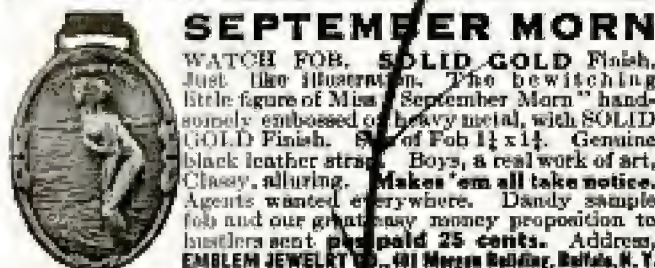 SEPTEMBER MORN
WATCH FOB. SOLID GOLD Finish.
Just like illustration. The bewitching
little figure of Miss "September Morn" hand-
somely embossed on heavy metal, with SOLID
GOLD Finish. Size of Fob 1¼ x 1¾. Genuine
black leather strap. Boys, a real work of art,
Classy, alluring. Makes 'em all take notice.
Agents wanted everywhere. Dandy sample
fob and our great easy money proposition to
hustlers sent postpaid 25 cents. Address,
EMBLEM JEWELRY CO., Building, Buffalo, N. Y.